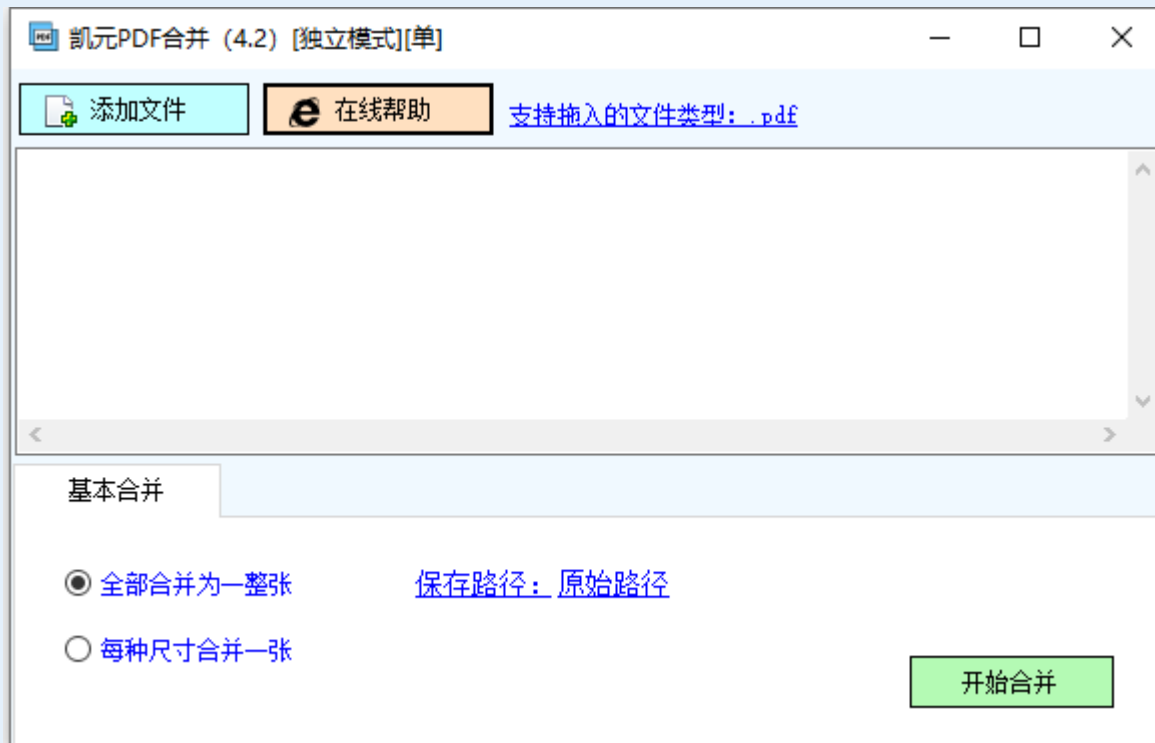 凯元PDF合并（4.2）[独立模式][单]
添加文件 在线帮助 支持拖入的文件类型：.pdf
基本合并
全部合并为一整张 保存路径：原始路径
每种尺寸合并一张
开始合并